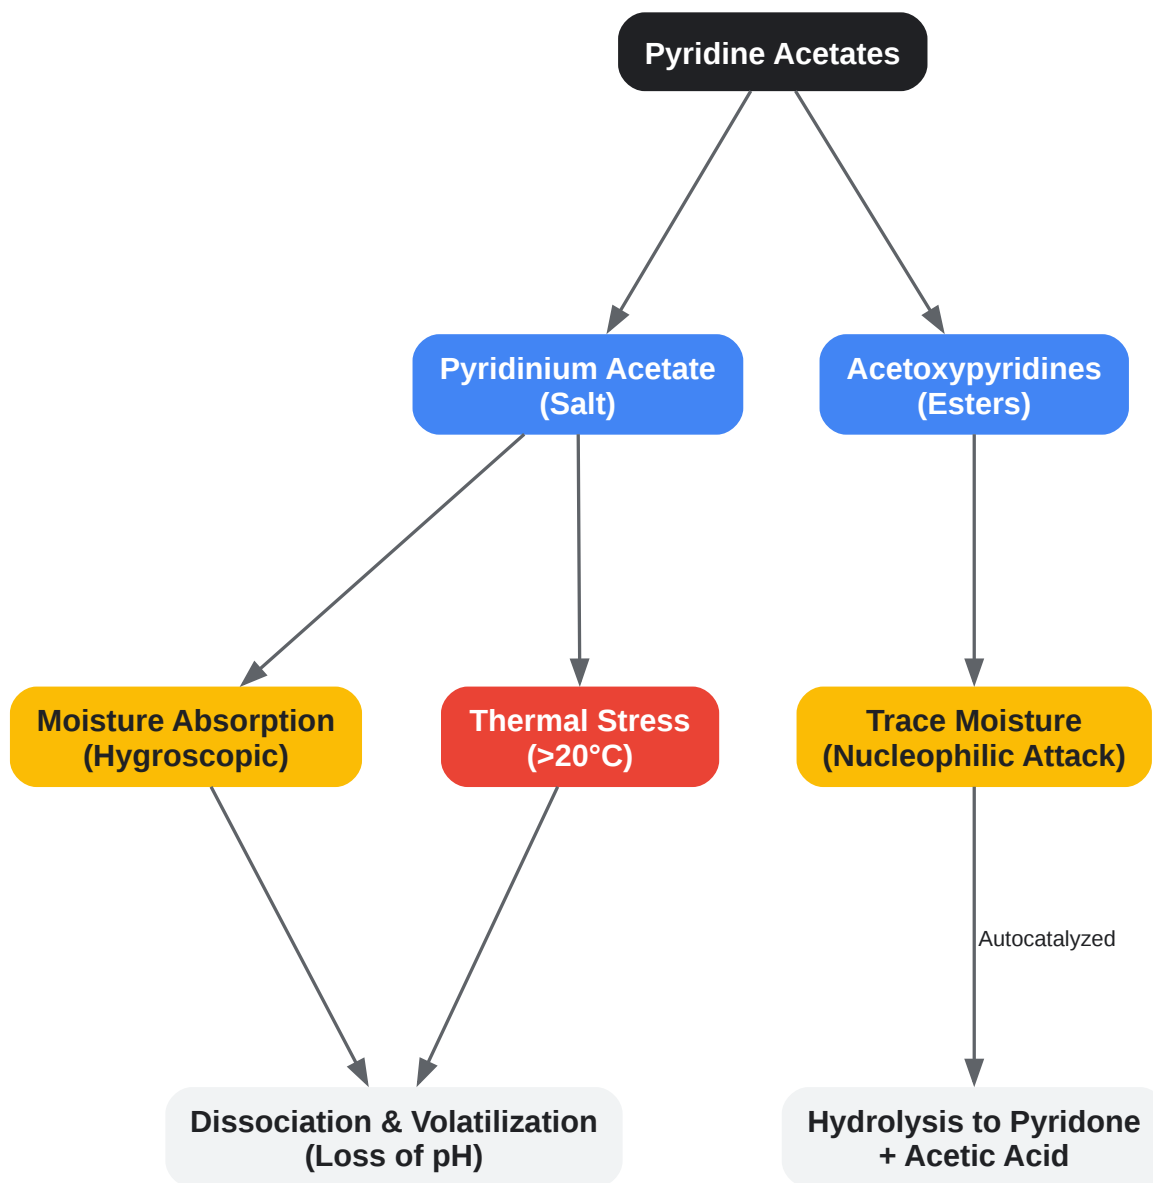 Pyridine Acetates
Pyridinium Acetate
(Salt)
Acetoxypyridines
(Esters)
Moisture Absorption
(Hygroscopic)
Thermal Stress
(>20°C)
Trace Moisture
(Nucleophilic Attack)
Autocatalyzed
Dissociation & Volatilization
(Loss of pH)
Hydrolysis to Pyridone
+ Acetic Acid